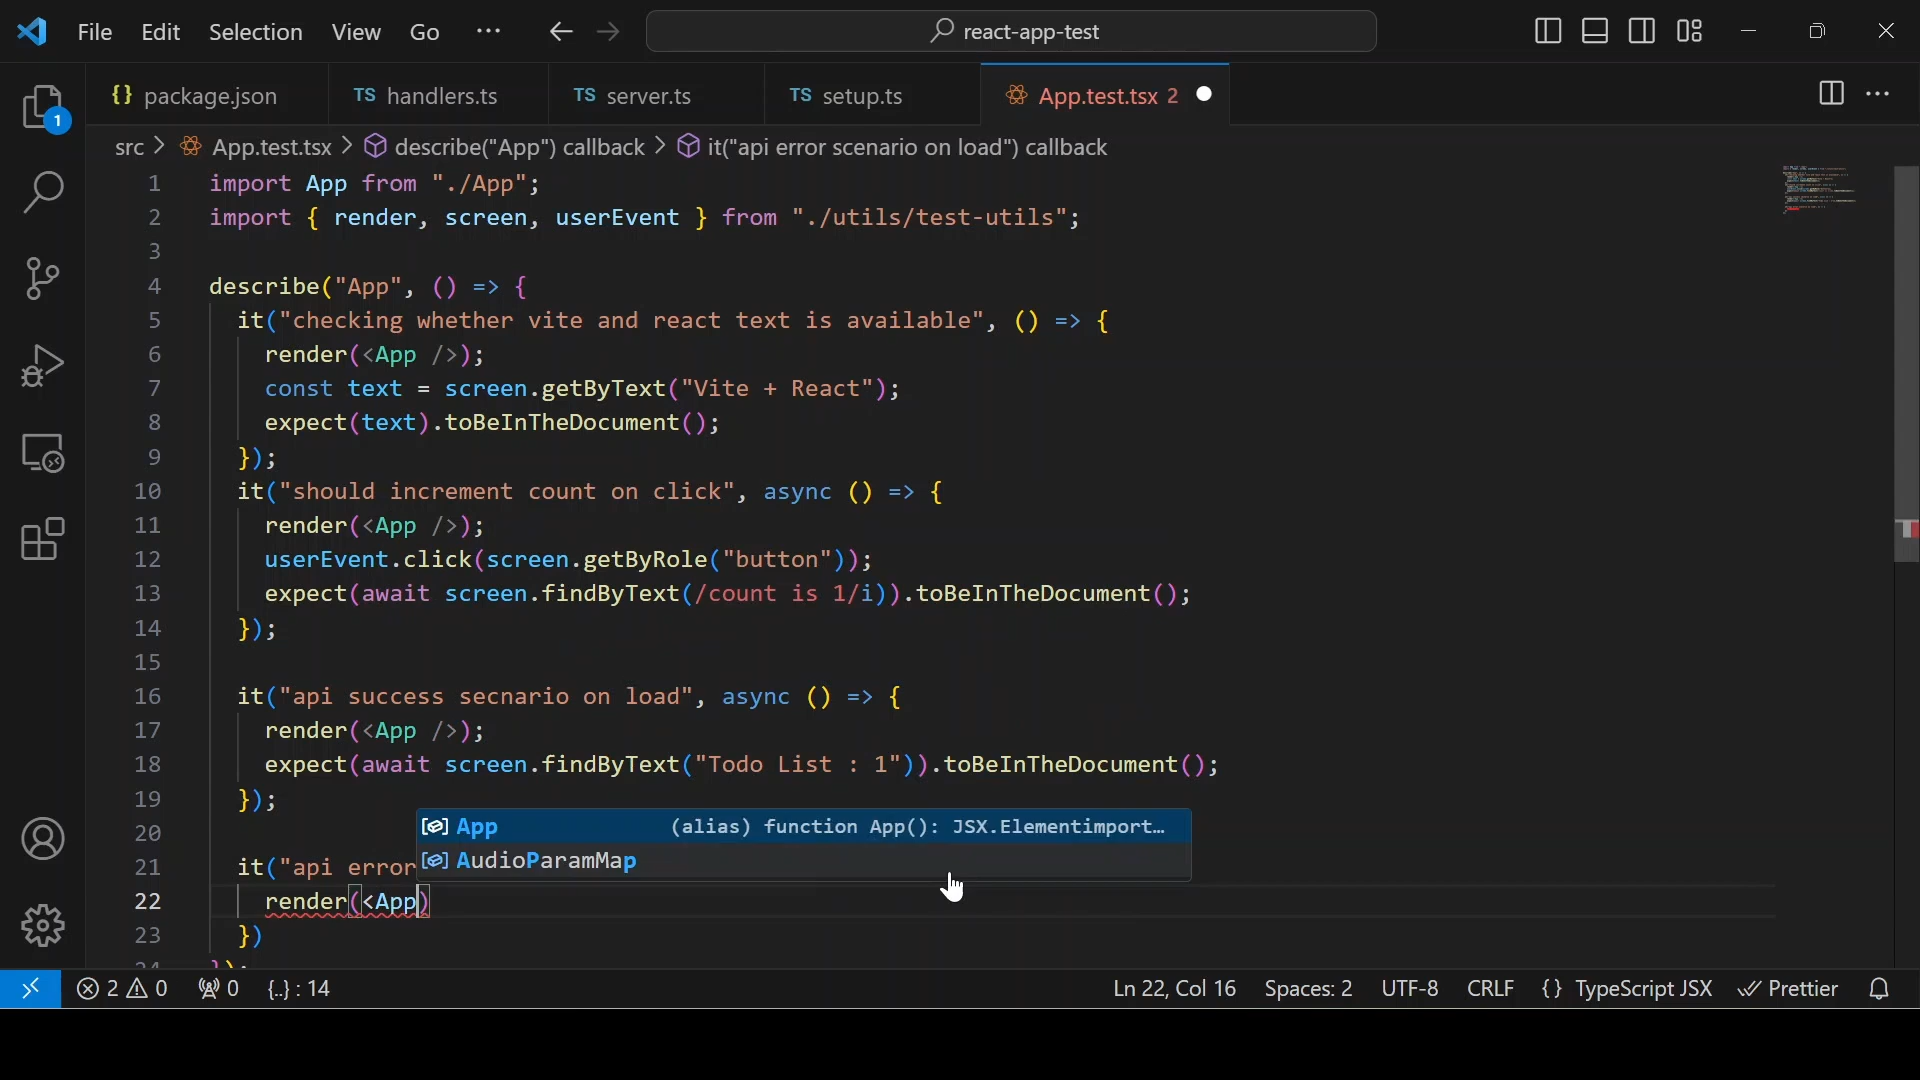 File Edit Selection View Go ··· react-app-test
{} package.json TS handlers.ts TS server.ts TS setup.ts App.test.tsx 2
src > App.test.tsx > describe("App") callback > it("api error scenario on load") callback
1 import App from "./App";
2 import { render, screen, userEvent } from "./utils/test-utils";
3
4 describe("App", () => {
5 it("checking whether vite and react text is available", () => {
6 render(<App />);
7 const text = screen.getByText("Vite + React");
8 expect(text).toBeInTheDocument();
9 });
10 it("should increment count on click", async () => {
11 render(<App />);
12 userEvent.click(screen.getByRole("button"));
13 expect(await screen.findByText(/count is 1/i)).toBeInTheDocument();
14 });
15
16 it("api success secnario on load", async () => {
17 render(<App />);
18 expect(await screen.findByText("Todo List : 1")).toBeInTheDocument();
19 });
App (alias) function App(): JSX.Elementimport…
20
AudioParamMap
21 it("api error
22 render(<App)
23 })
24 });
1
2 0 0 {..} : 14 Ln 22, Col 16 Spaces: 2 UTF-8 CRLF {} TypeScript JSX Prettier